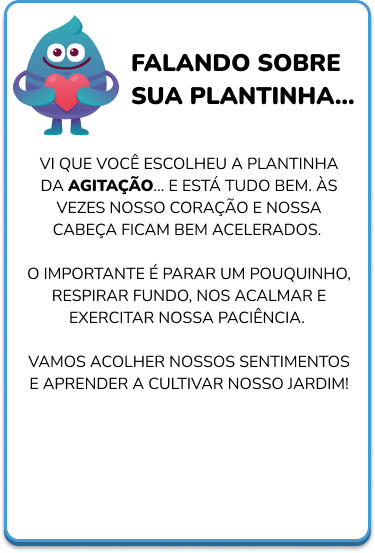 FALANDO SOBRE
SUA PLANTINHA...
VI QUE VOCÊ ESCOLHEU A PLANTINHA
DA AGITAÇÃO... E ESTÁ TUDO BEM. ÀS
VEZES NOSSO CORAÇÃO E NOSSA
CABEÇA FICAM BEM ACELERADOS.
O IMPORTANTE É PARAR UM POUQUINHO,
RESPIRAR FUNDO, NOS ACALMAR E
EXERCITAR NOSSA PACIÊNCIA.
VAMOS ACOLHER NOSSOS SENTIMENTOS
E APRENDER A CULTIVAR NOSSO JARDIM!